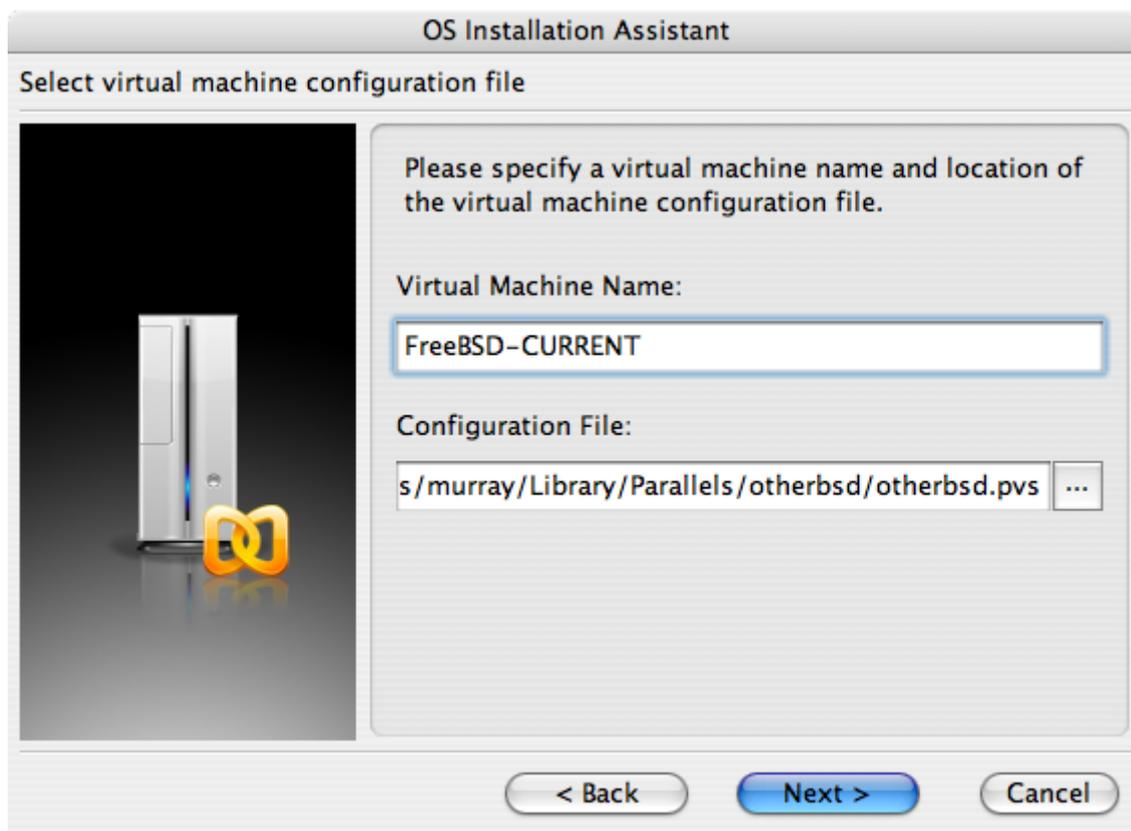 OS Installation Assistant
Select virtual machine configuration file
Please specify a virtual machine name and location of
the virtual machine configuration file.
Virtual Machine Name:
FreeBSD-CURRENT
Configuration File:
s/murray/Library/Parallels/otherbsd/otherbsd.pvs ...
< Back Next > Cancel